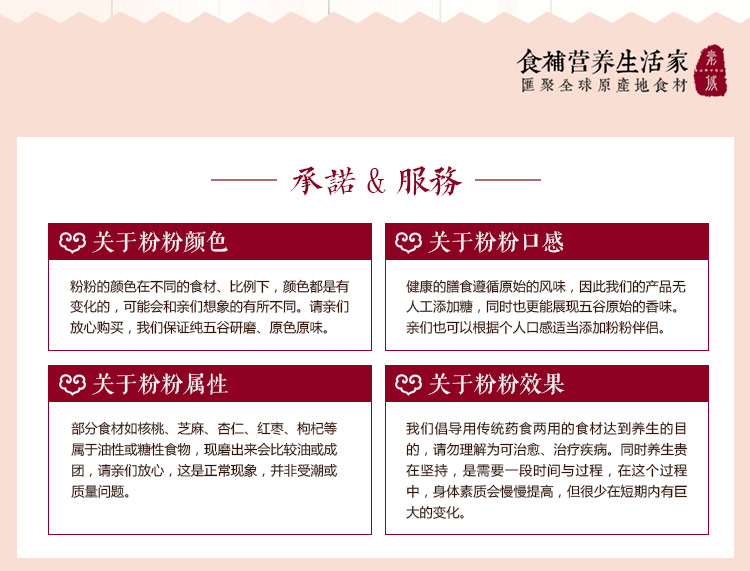 食補营养生活家
匯聚全球原產地食材
承諾 & 服務
关于粉粉颜色
粉粉的颜色在不同的食材、比例下，颜色都是有
变化的，可能会和亲们想象的有所不同。请亲们
放心购买，我们保证纯五谷研磨、原色原味。
关于粉粉口感
健康的膳食遵循原始的风味，因此我们的产品无
人工添加糖，同时也更能展现五谷原始的香味。
亲们也可以根据个人口感适当添加粉粉伴侣。
关于粉粉属性
部分食材如核桃、芝麻、杏仁、红枣、枸杞等
属于油性或糖性食物，现磨出来会比较油或成
团，请亲们放心，这是正常现象，并非受潮或
质量问题。
关于粉粉效果
我们倡导用传统药食两用的食材达到养生的目
的，请勿理解为可治愈、治疗疾病。同时养生贵
在坚持，是需要一段时间与过程，在这个过程
中，身体素质会慢慢提高，但很少在短期内有巨
大的变化。